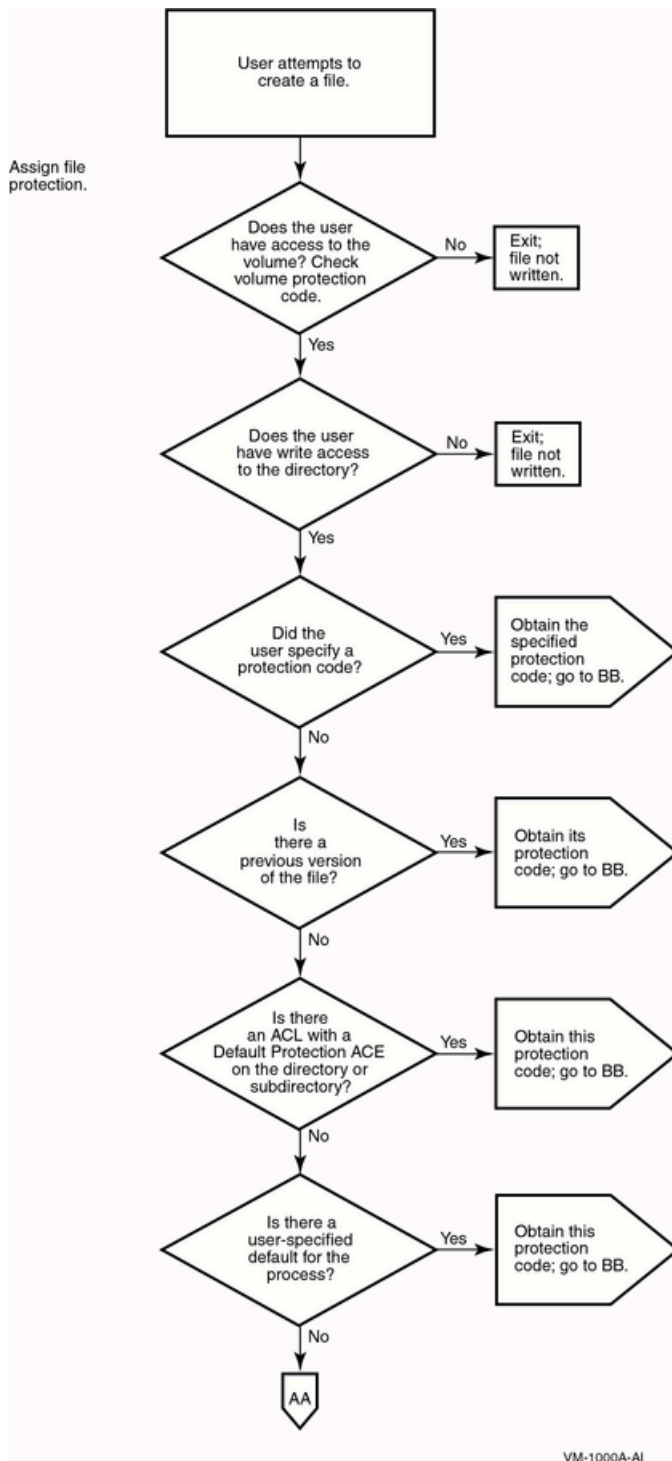 User attempts to
create a file.
Assign file
protection.
Does the user
have access to the
volume? Check
volume protection
code.
No
Exit;
file not
written.
Yes
Does the user
have write access
to the directory?
No
Exit;
file not
written.
Yes
Did the
user specify a
protection code?
Yes
Obtain the
specified
protection
code; go to BB.
No
Is
there a
previous version
of the file?
Yes
Obtain its
protection
code; go to BB.
No
Is there
an ACL with a
Default Protection ACE
on the directory or
subdirectory?
Yes
Obtain this
protection
code; go to BB.
No
Is there a
user-specified
default for the
process?
Yes
Obtain this
protection
code; go to BB.
No
AA
VM-1000A-AI